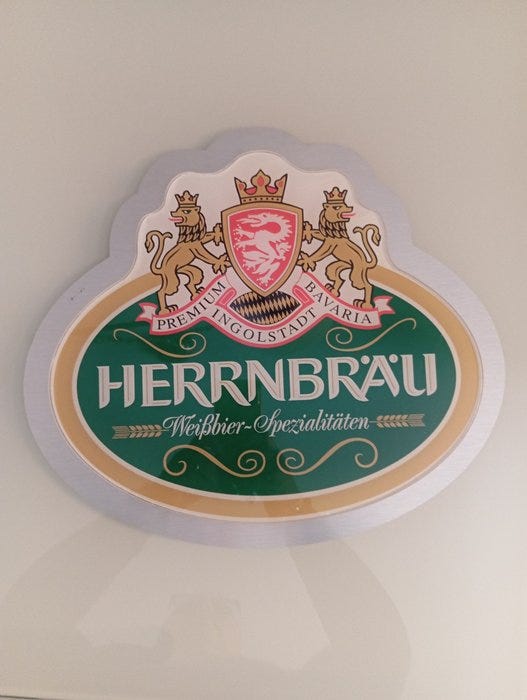 PREMIUM BAVARIA
INGOLSTADT
HERRNBRÄU
Weißbier-Spezialitäten